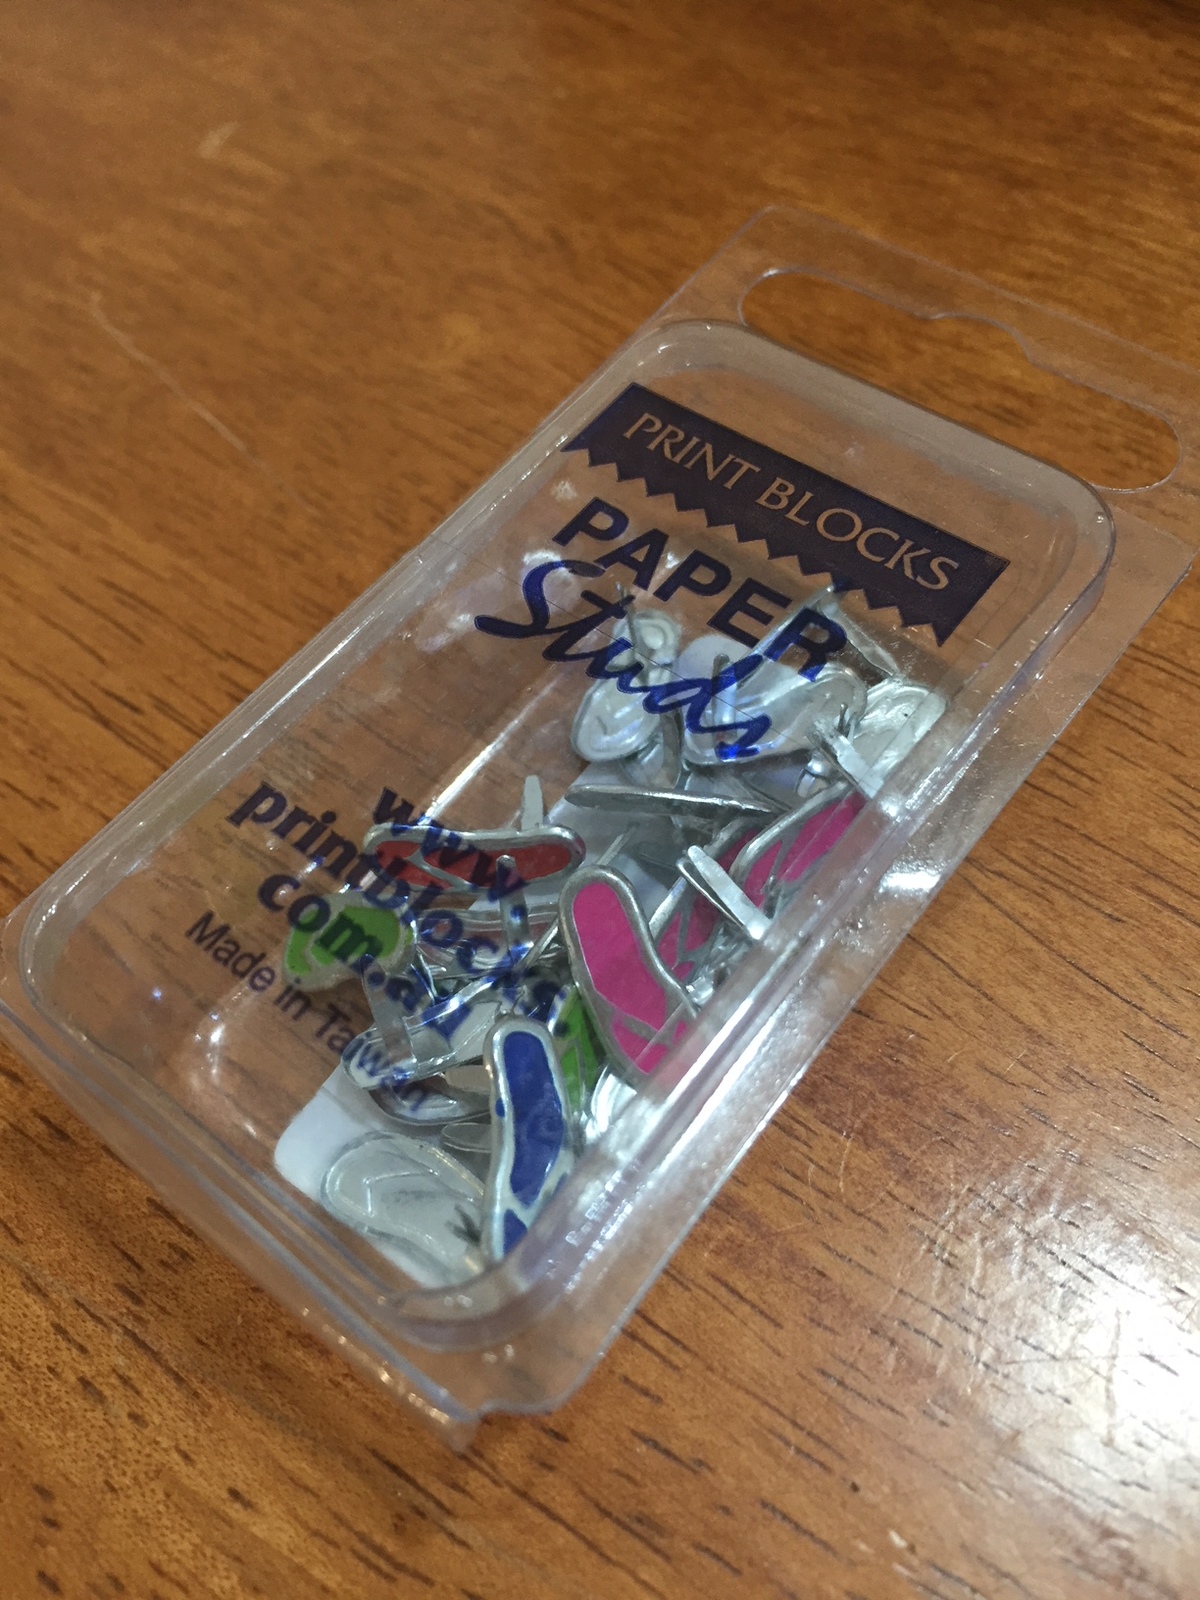 PRINT BLOCKS
PAPER
Studs
www.
printblocks.
com.au
Made in Taiwan